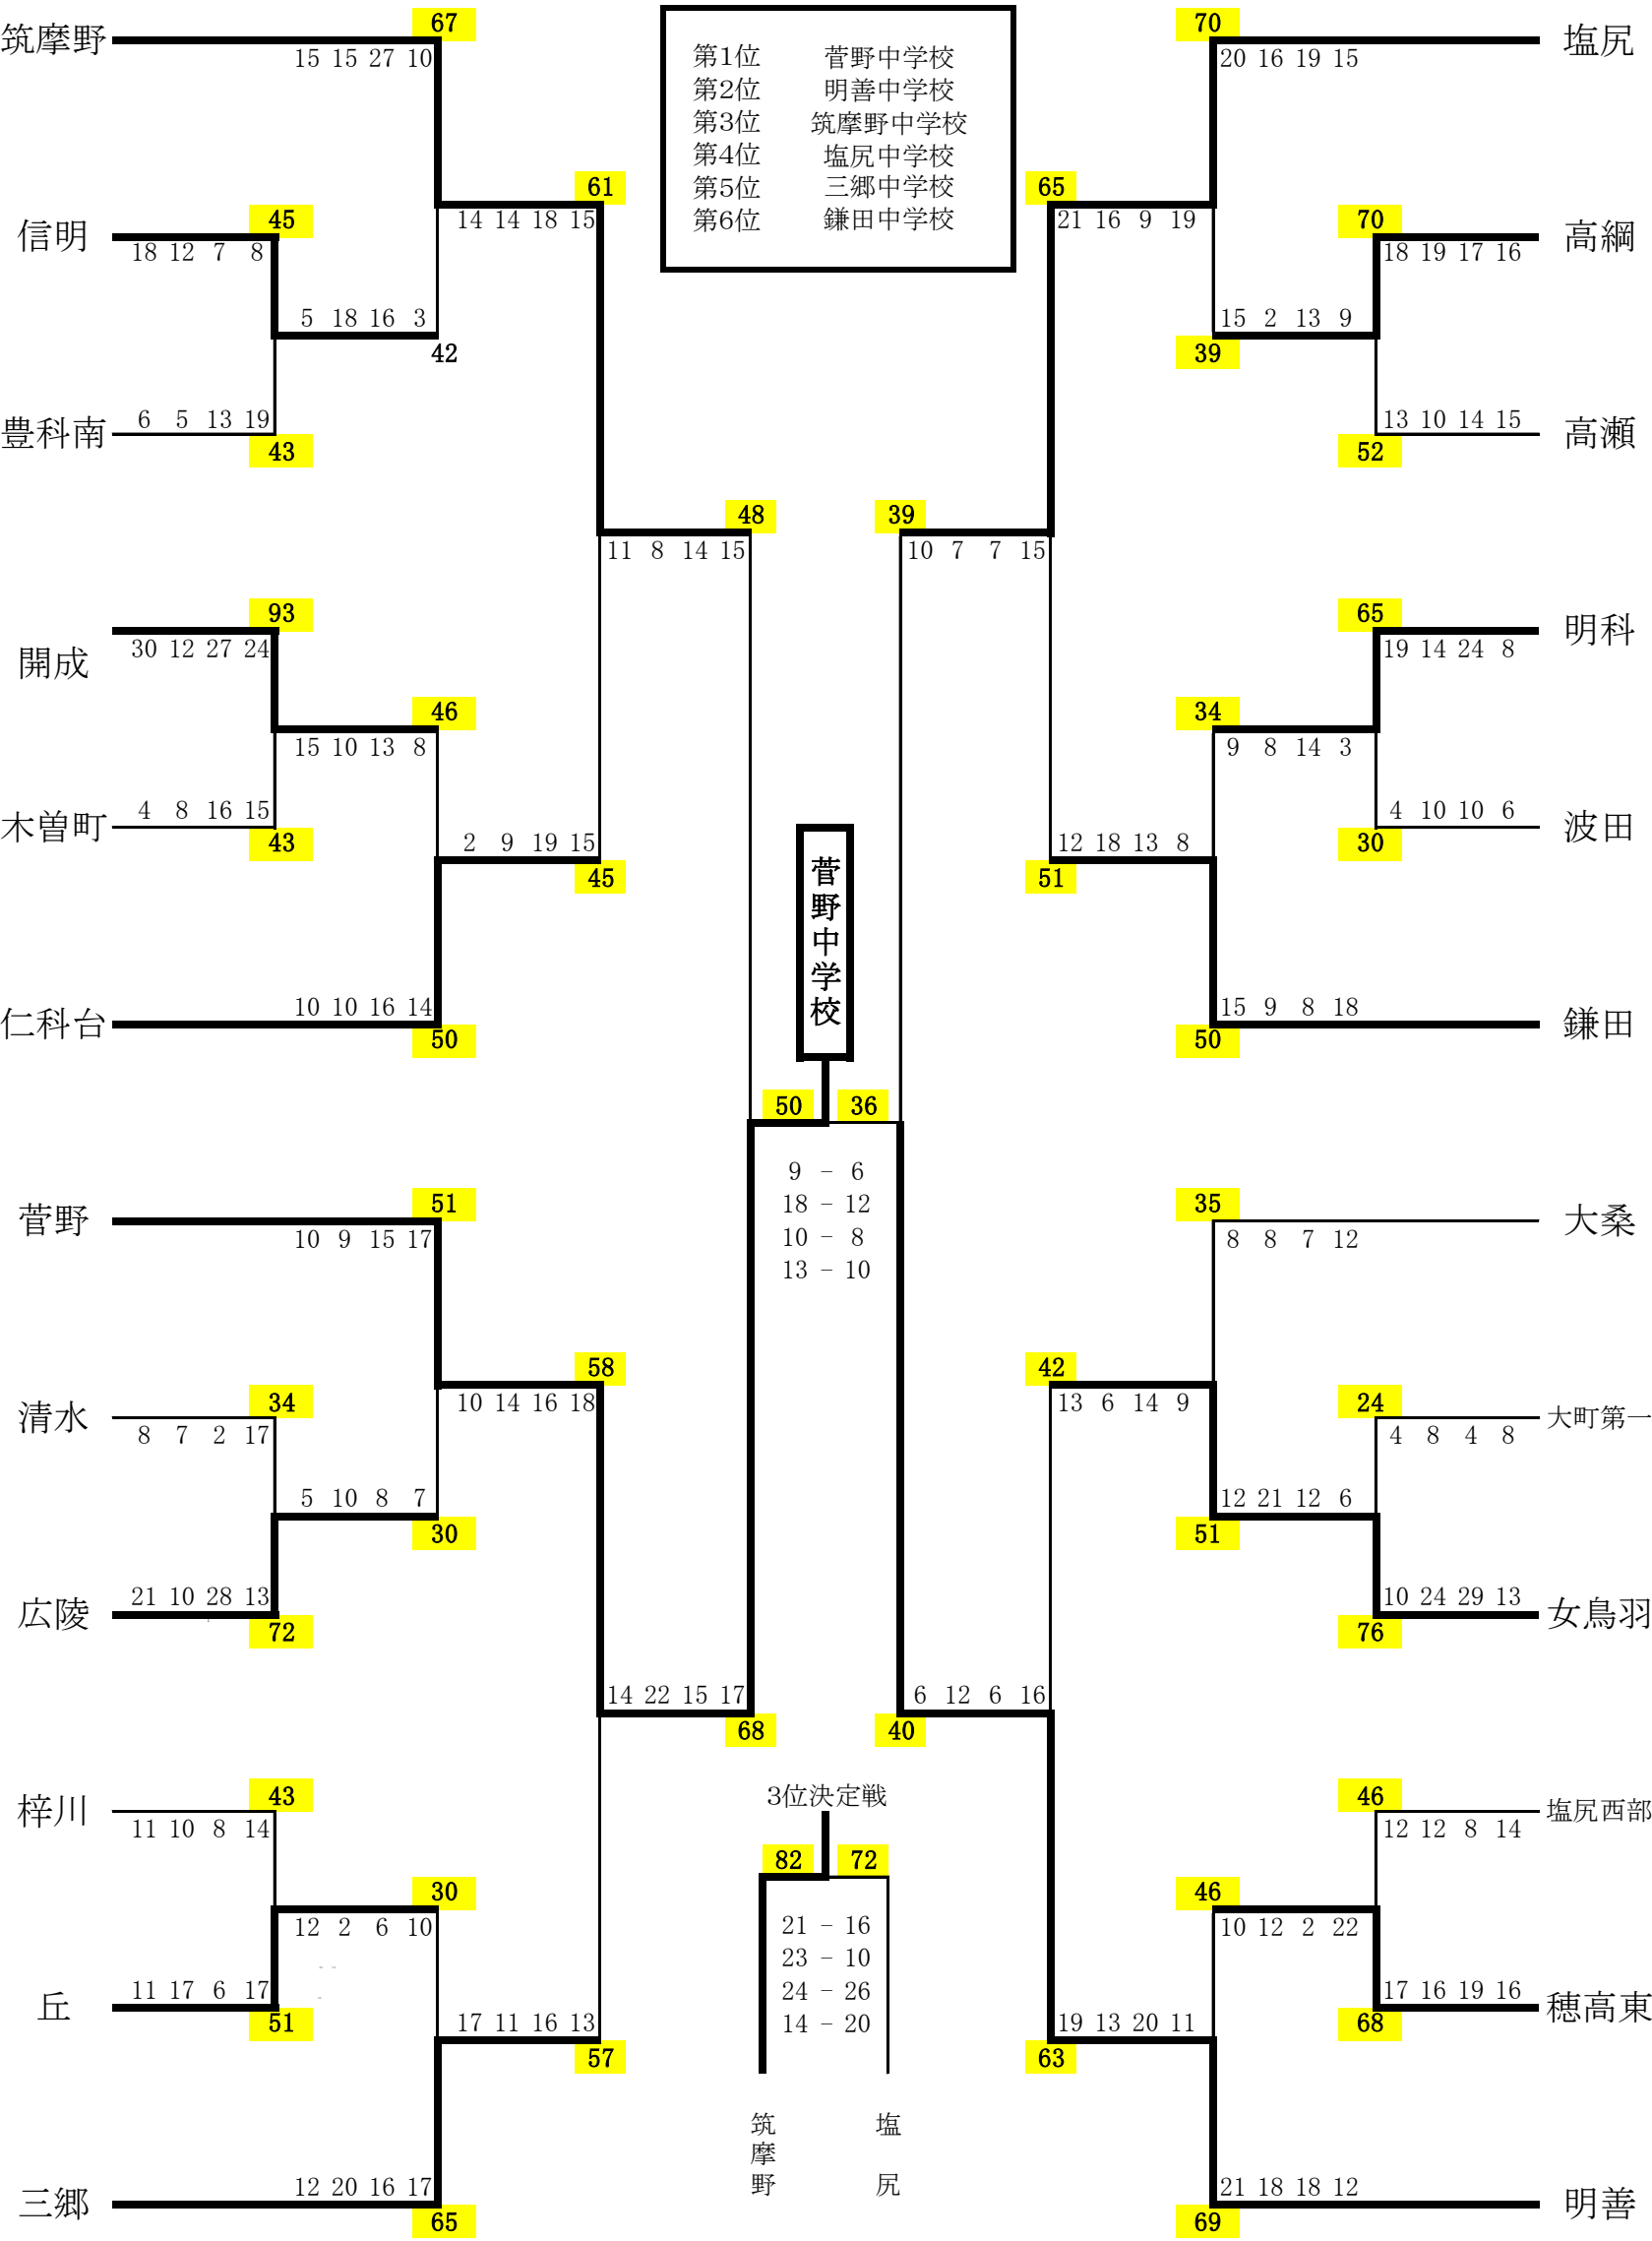 67
70
筑摩野
塩尻
15 15 27 10
20 16 19 15
第1位 菅野中学校
第2位 明善中学校
第3位 筑摩野中学校
第4位 塩尻中学校
第5位 三郷中学校
第6位 鎌田中学校
61
65
14 14 18 15
21 16 9 19
信明
45
70
高綱
18 12 7 8
18 19 17 16
5 18 16 3
15 2 13 9
42
39
豊科南
6 5 13 19
13 10 14 15
高瀬
43
52
48
39
11 8 14 15
10 7 7 15
93
65
開成
30 12 27 24
19 14 24 8
明科
46
34
15 10 13 8
9 8 14 3
木曽町
4 8 16 15
4 10 10 6
波田
43
30
2 9 19 15
12 18 13 8
45
51
菅野中学校
仁科台
10 10 16 14
15 9 8 18
鎌田
50
50
50
36
9 - 6
18 - 12
10 - 8
13 - 10
菅野
51
35
大桑
10 9 15 17
8 8 7 12
58
42
10 14 16 18
13 6 14 9
清水
34
24
大町第一
8 7 2 17
4 8 4 8
5 10 8 7
12 21 12 6
30
51
広陵
21 10 28 13
10 24 29 13
女鳥羽
72
76
14 22 15 17
6 12 6 16
68
40
梓川
43
46
塩尻西部
11 10 8 14
12 12 8 14
3位決定戦
82
72
30
46
12 2 6 10
10 12 2 22
21 - 16
23 - 10
24 - 26
14 - 20
丘
11 17 6 17
17 16 19 16
穂高東
51
68
17 11 16 13
19 13 20 11
57
63
筑摩野
塩尻
三郷
12 20 16 17
21 18 18 12
明善
65
69